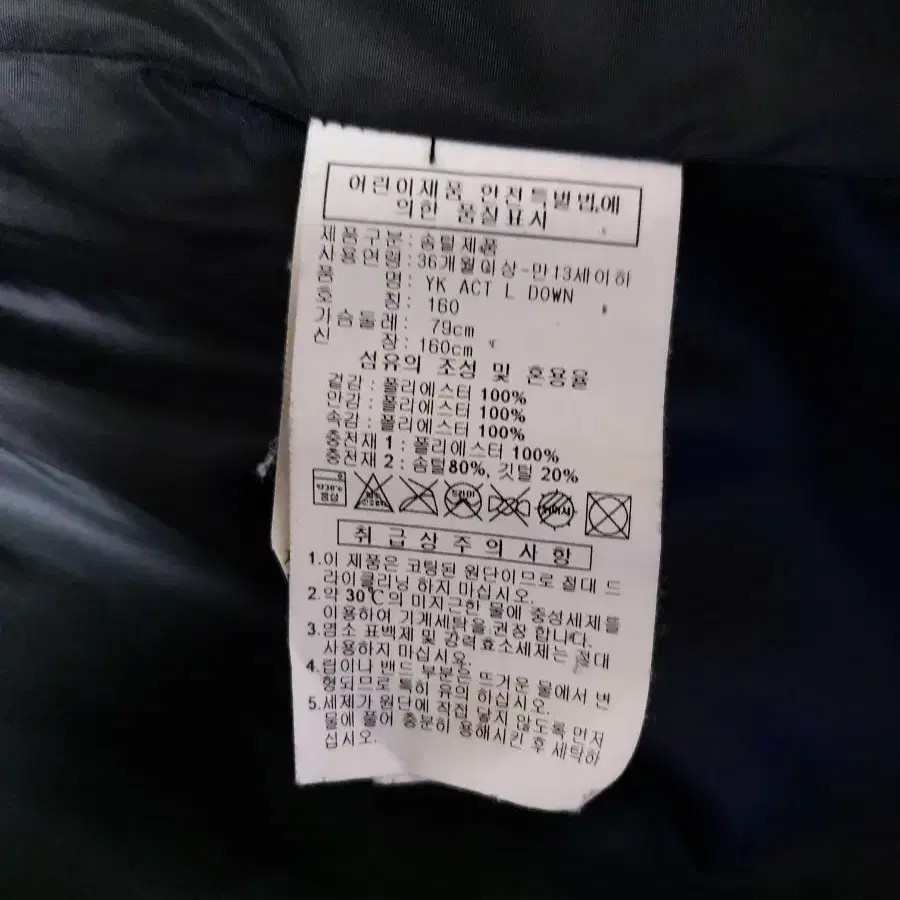 어린이제품 안전특별법에
의한 품질표시
제품구분: 솜털제품
사용연령: 36개월이상-만13세이하
품 명: YK ACT L DOWN
호 칭: 160
가슴둘레: 79cm
신 장: 160cm
섬유의 조성 및 혼용율
겉감: 폴리에스터 100%
안감: 폴리에스터 100%
속감: 폴리에스터 100%
충전재1: 폴리에스터 100%
충전재2: 솜털80%, 깃털 20%
약30℃ 중성
드라이
취급상주의사항
1.이 제품은 코팅된 원단이므로 절대 드
라이클리닝 하지 마십시오.
2.약 30℃의 미지근한 물에 중성세제를
이용하여 기계세탁을 권장 합니다.
3.염소 표백제 및 강력효소세제는 절대
사용하지 마십시오.
4.립이나 밴드 부분은 뜨거운 물에서 변
형되므로 특히 유의 하십시오.
5.세제가 원단에 직접 닿지 않도록 먼저
물에 풀어 충분히 용해시킨 후 세탁하
십시오.